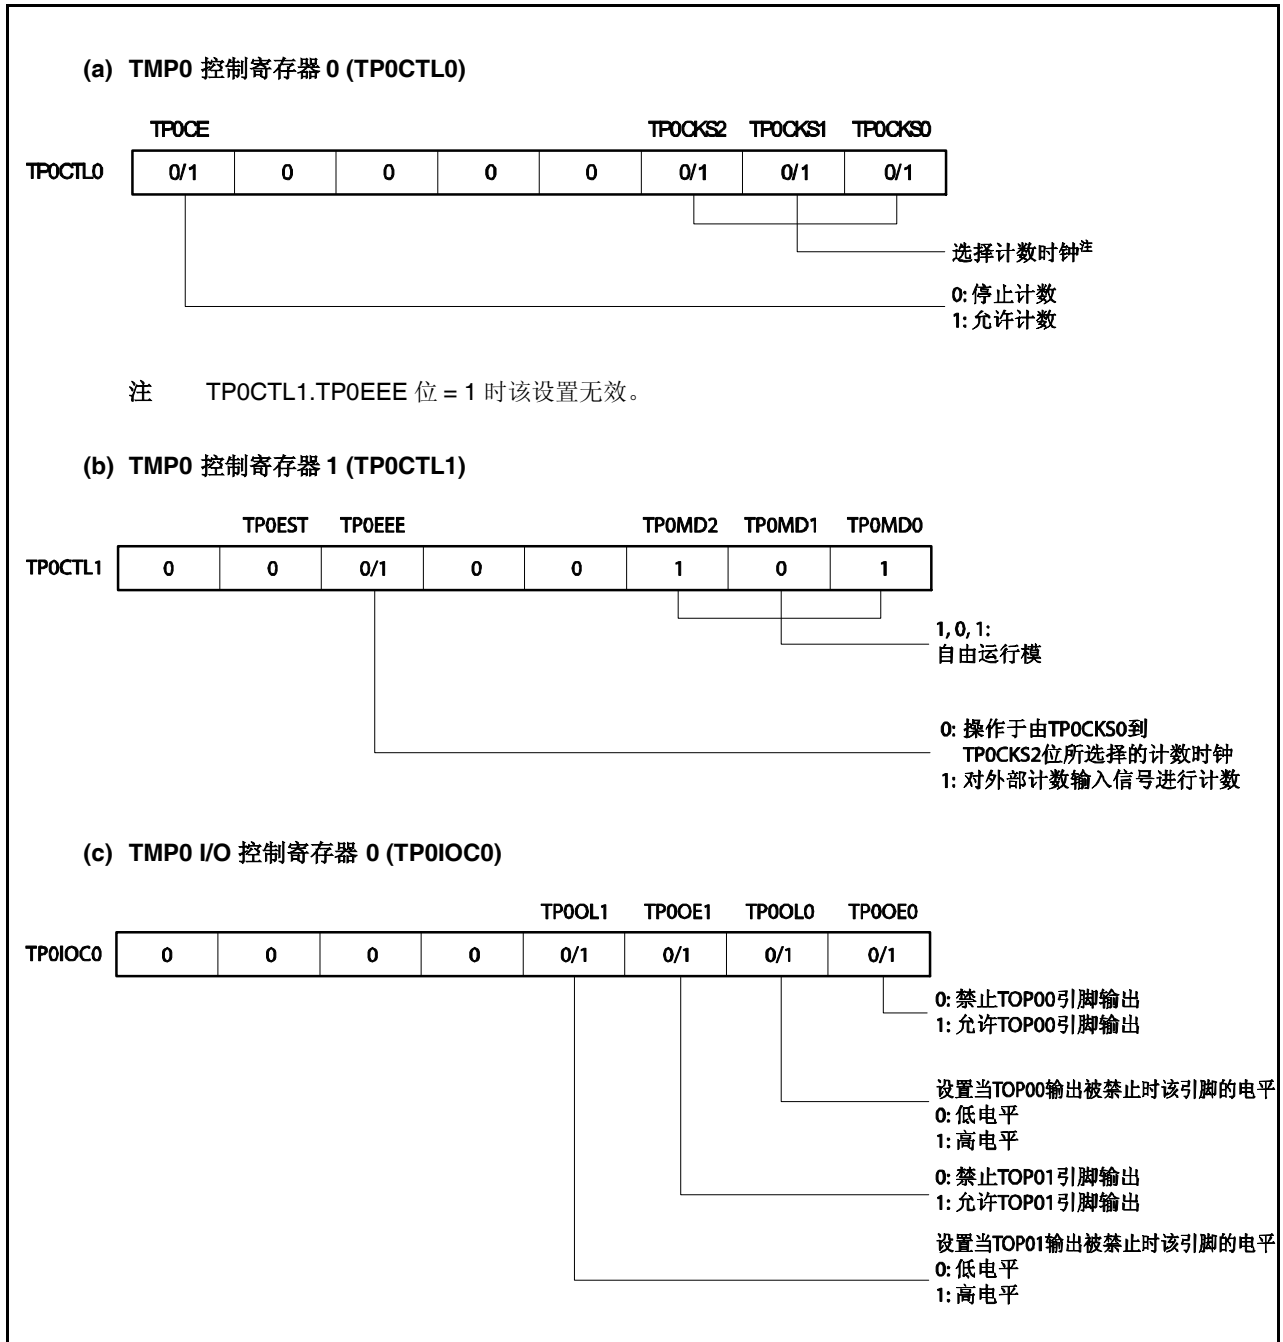 (a) TMP0 控制寄存器 0 (TP0CTL0)
TP0CE TP0CKS2 TP0CKS1 TP0CKS0
TP0CTL0 0/1 0 0 0 0 0/1 0/1 0/1
选择计数时钟注
0: 停止计数
1: 允许计数
注 TP0CTL1.TP0EEE 位 = 1 时该设置无效。
(b) TMP0 控制寄存器 1 (TP0CTL1)
TP0EST TP0EEE TP0MD2 TP0MD1 TP0MD0
TP0CTL1 0 0 0/1 0 0 1 0 1
1, 0, 1:
自由运行模
0: 操作于由TP0CKS0到
TP0CKS2位所选择的计数时钟
1: 对外部计数输入信号进行计数
(c) TMP0 I/O 控制寄存器 0 (TP0IOC0)
TP0OL1 TP0OE1 TP0OL0 TP0OE0
TP0IOC0 0 0 0 0 0/1 0/1 0/1 0/1
0: 禁止TOP00引脚输出
1: 允许TOP00引脚输出
设置当TOP00输出被禁止时该引脚的电平
0: 低电平
1: 高电平
0: 禁止TOP01引脚输出
1: 允许TOP01引脚输出
设置当TOP01输出被禁止时该引脚的电平
0: 低电平
1: 高电平